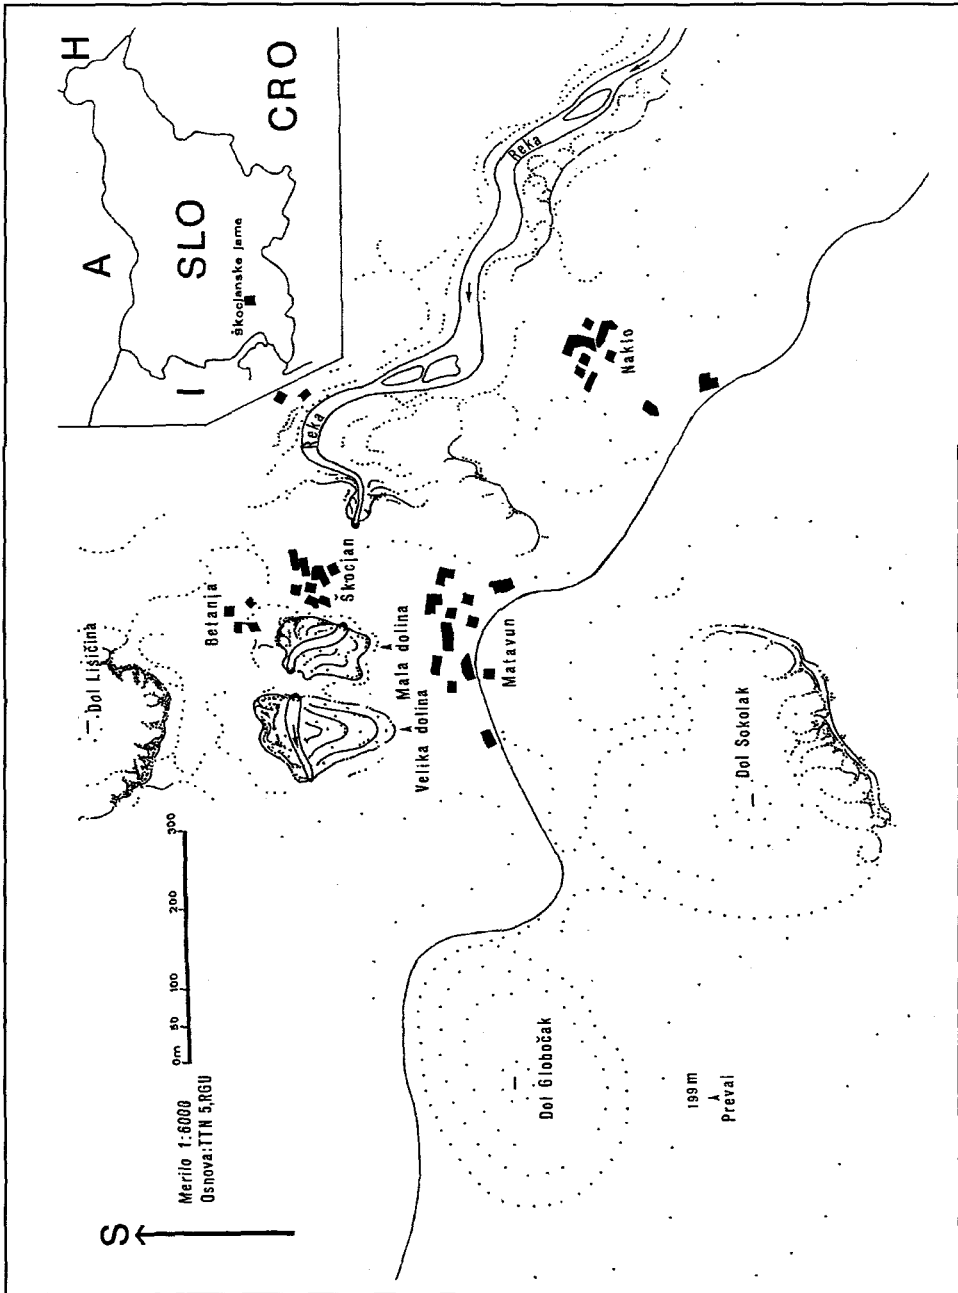 S
Merilo 1:6000
Osnova:TTN 5,RGU
0m 50 100 200 300
A
H
I
SLO
CRO
Škocjanske jame
Dol Lisičina
Betanja
Škocjan
Reka
Reka
Mala dolina
Velika dolina
Matavun
Naklo
Dol Globočak
Dol Sokolak
199 m
Preval